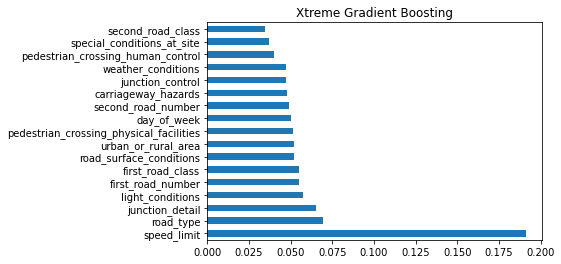 Xtreme Gradient Boosting
second_road_class
special_conditions_at_site
pedestrian_crossing_human_control
weather_conditions
junction_control
carriageway_hazards
second_road_number
day_of_week
pedestrian_crossing_physical_facilities
urban_or_rural_area
road_surface_conditions
first_road_class
first_road_number
light_conditions
junction_detail
road_type
speed_limit
0.000 0.025 0.050 0.075 0.100 0.125 0.150 0.175 0.200